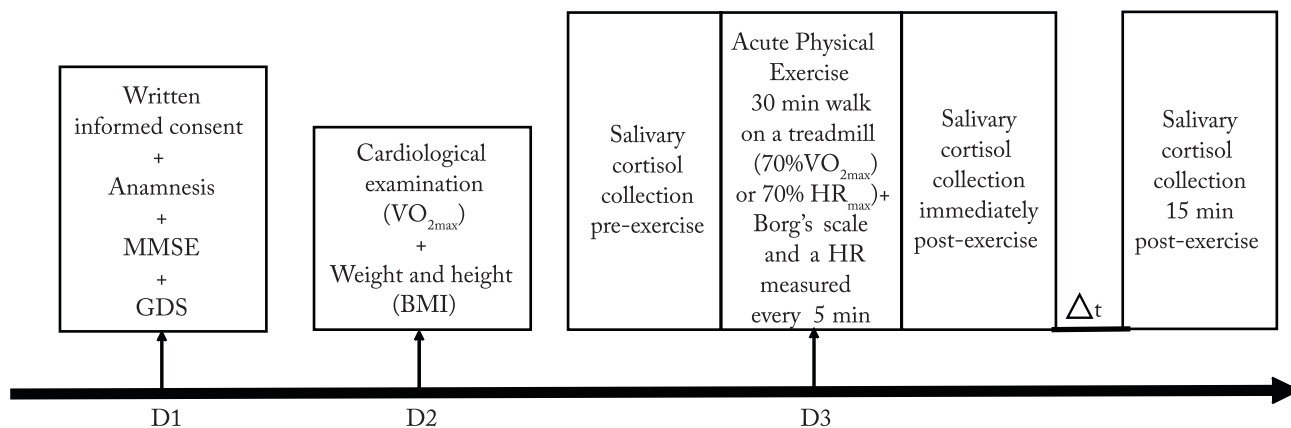 Written
informed consent
+
Anamnesis
+
MMSE
+
GDS
Cardiological
examination
(VO2max)
+
Weight and height
(BMI)
Salivary
cortisol
collection
pre-exercise
Acute Physical
Exercise
30 min walk
on a treadmill
(70%VO2max)
or 70% HRmax)+
Borg's scale
and a HR
measured
every 5 min
Salivary
cortisol
collection
immediately
post-exercise
Δt
Salivary
cortisol
collection
15 min
post-exercise
D1
D2
D3